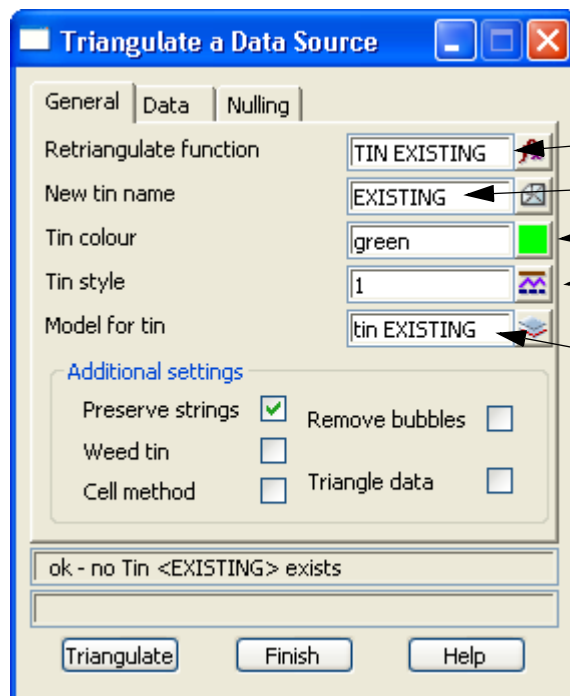 Triangulate a Data Source
General Data Nulling
Retriangulate function TIN EXISTING
New tin name EXISTING
Tin colour green
Tin style 1
Model for tin tin EXISTING
Additional settings
Preserve strings Remove bubbles
Weed tin
Cell method Triangle data
ok - no Tin <EXISTING> exists
Triangulate Finish Help